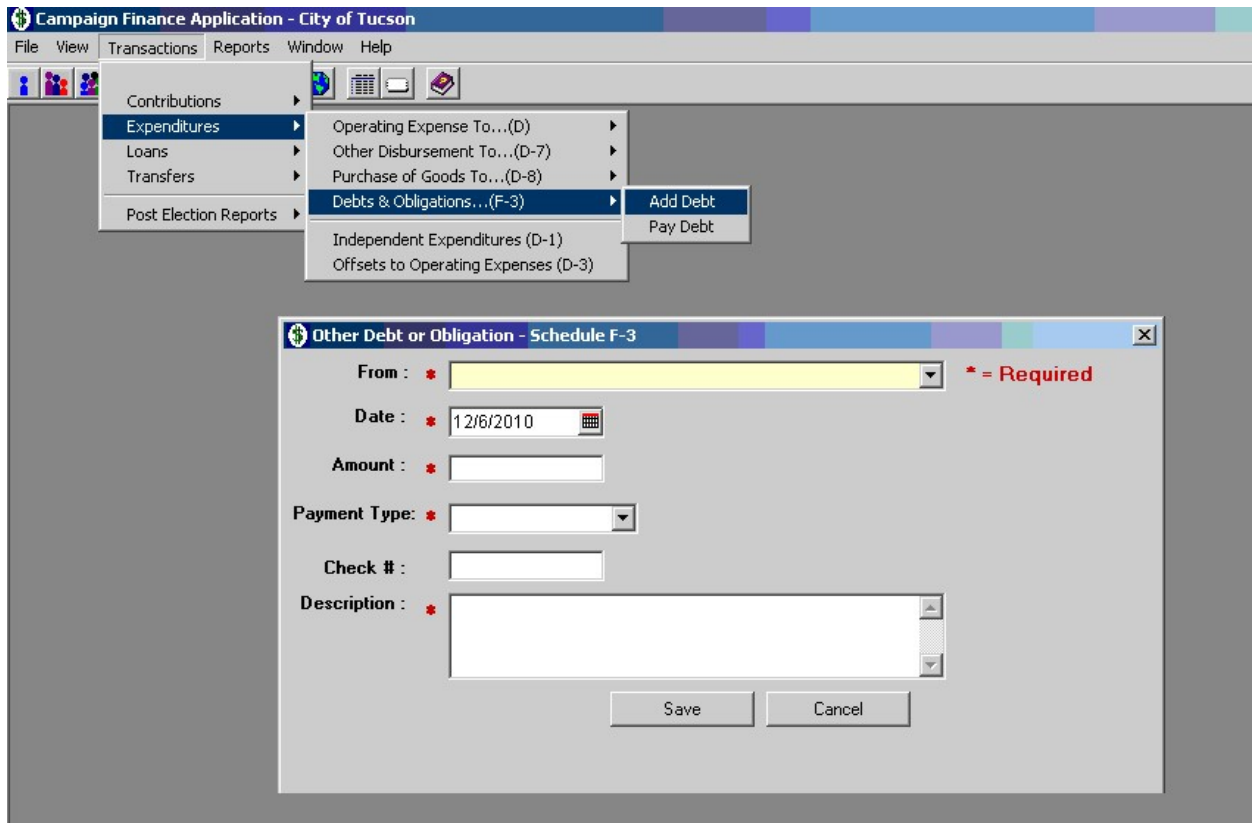 Campaign Finance Application - City of Tucson
File View Transactions Reports Window Help
Contributions
Expenditures
Loans
Transfers
Post Election Reports
Operating Expense To...(D)
Other Disbursement To...(D-7)
Purchase of Goods To...(D-8)
Debts & Obligations...(F-3)
Independent Expenditures (D-1)
Offsets to Operating Expenses (D-3)
Add Debt
Pay Debt
Other Debt or Obligation - Schedule F-3
From : * * = Required
Date : * 12/6/2010
Amount : *
Payment Type: *
Check # :
Description : *
Save Cancel